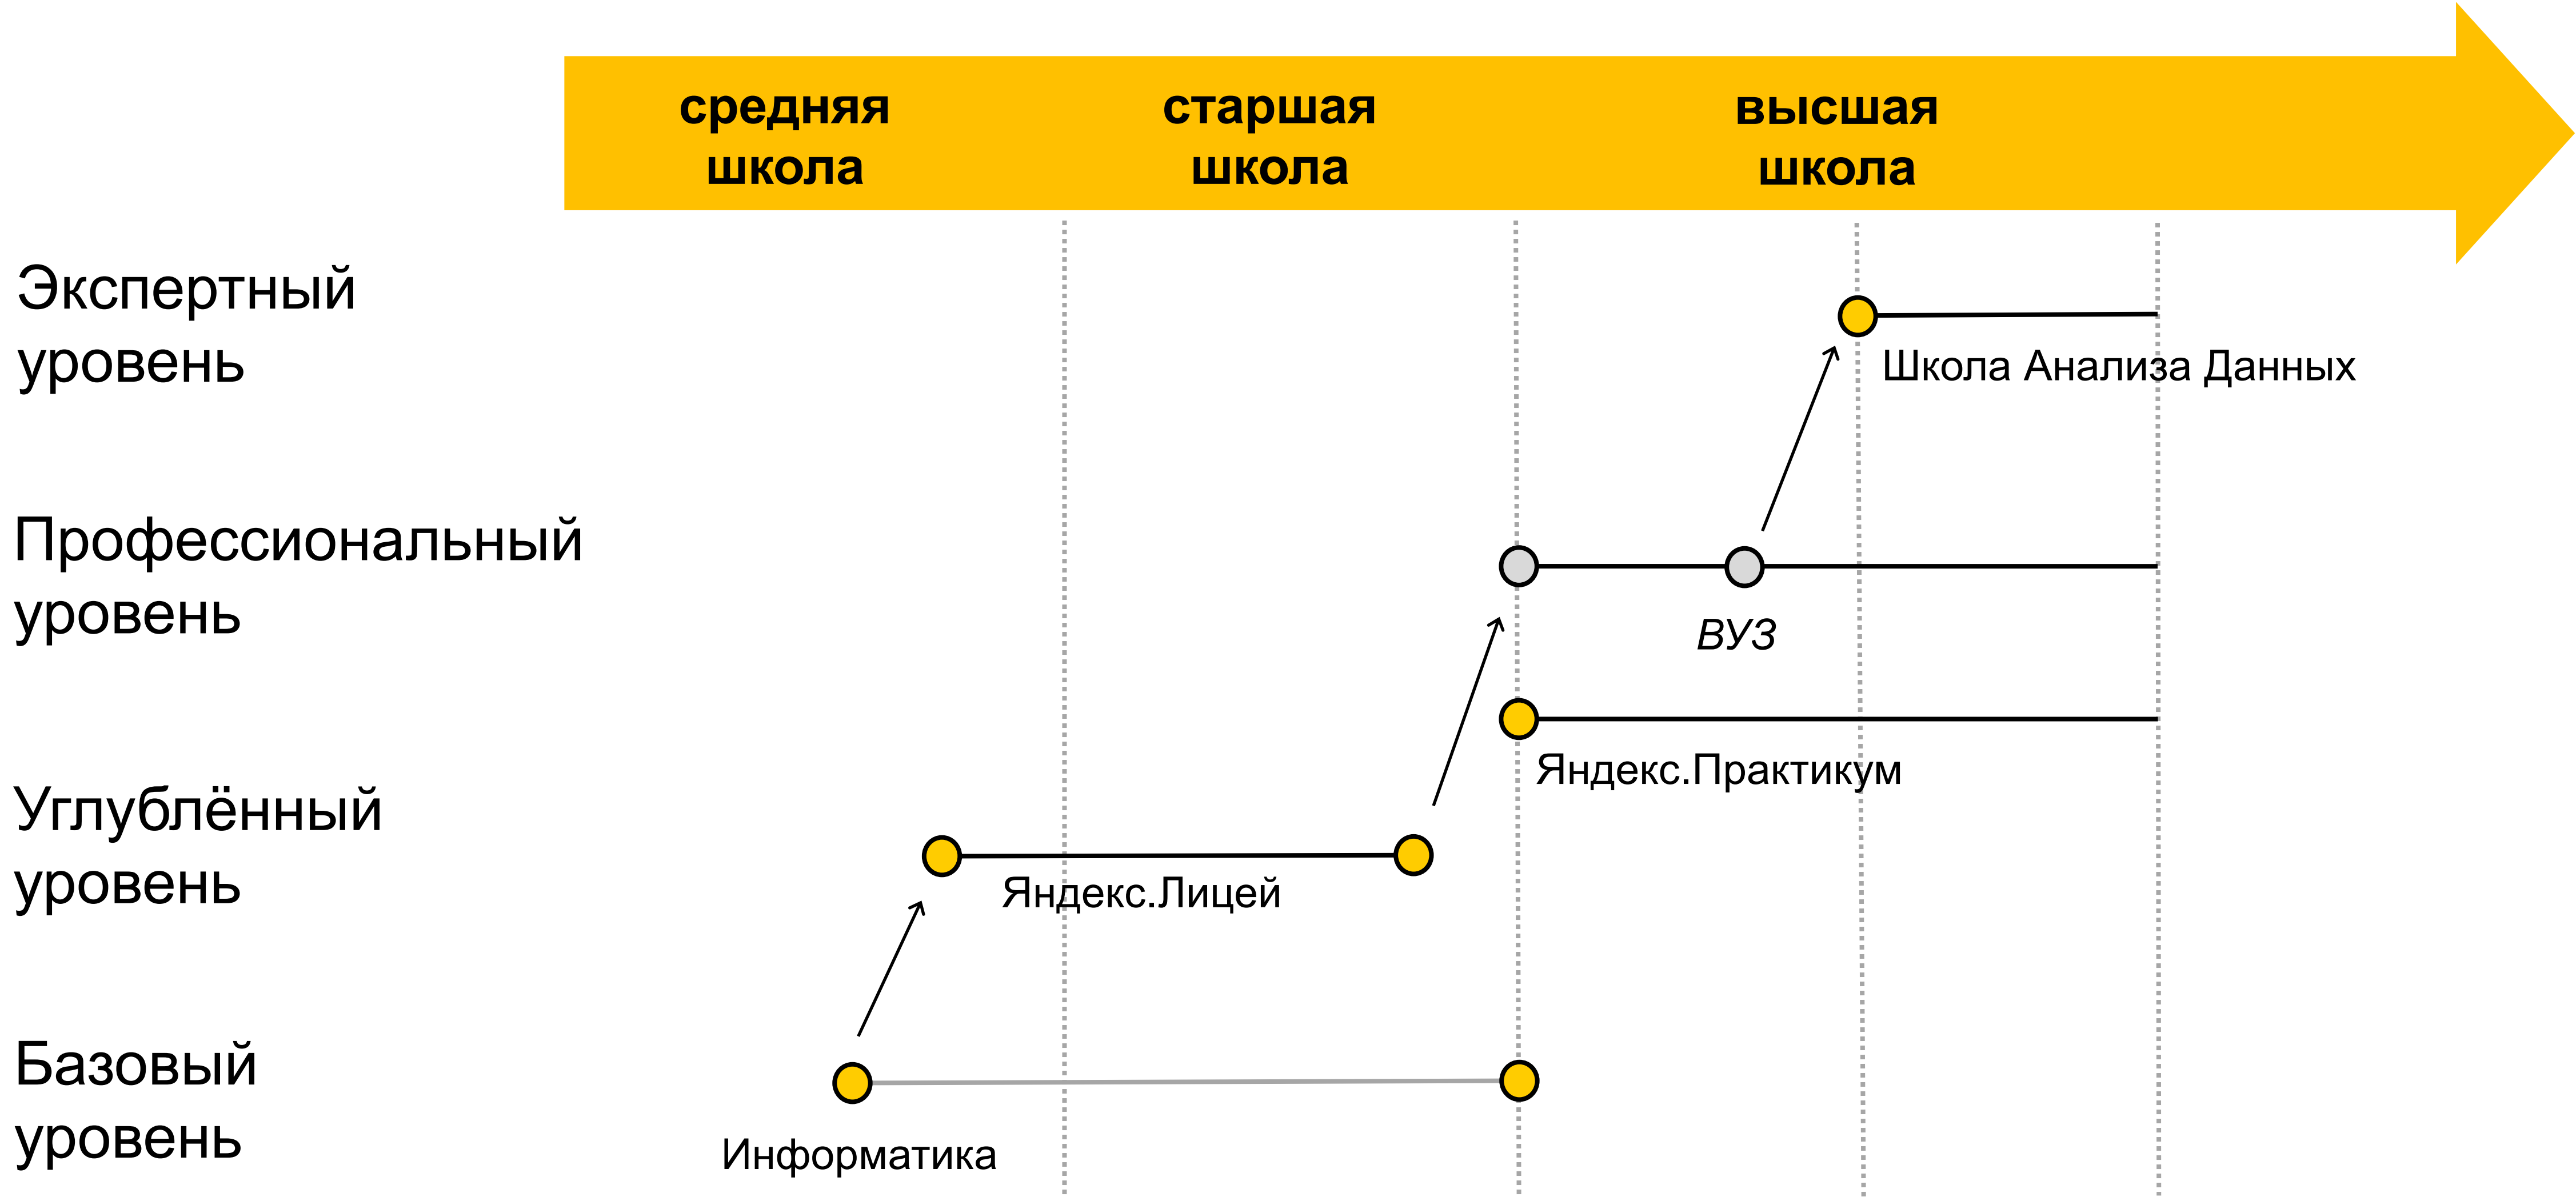 средняя
школа
старшая
школа
высшая
школа
Экспертный
уровень
Школа Анализа Данных
Профессиональный
уровень
ВУЗ
Яндекс.Практикум
Углублённый
уровень
Яндекс.Лицей
Базовый
уровень
Информатика